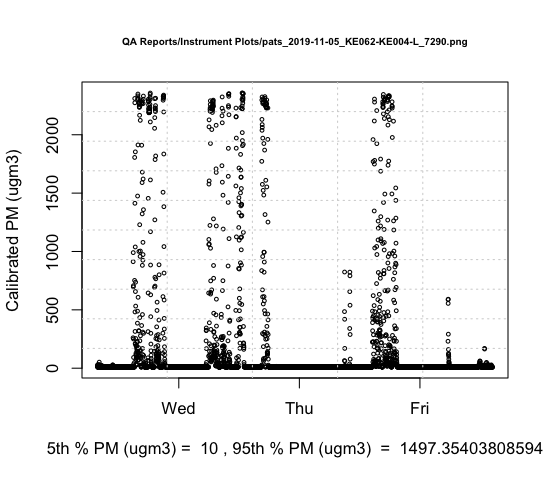 QA Reports/Instrument Plots/pats_2019-11-05_KE062-KE004-L_7290.png
Calibrated PM (ugm3)
2000
1500
1000
500
0
Wed Thu Fri
5th % PM (ugm3) = 10 , 95th % PM (ugm3) = 1497.35403808594